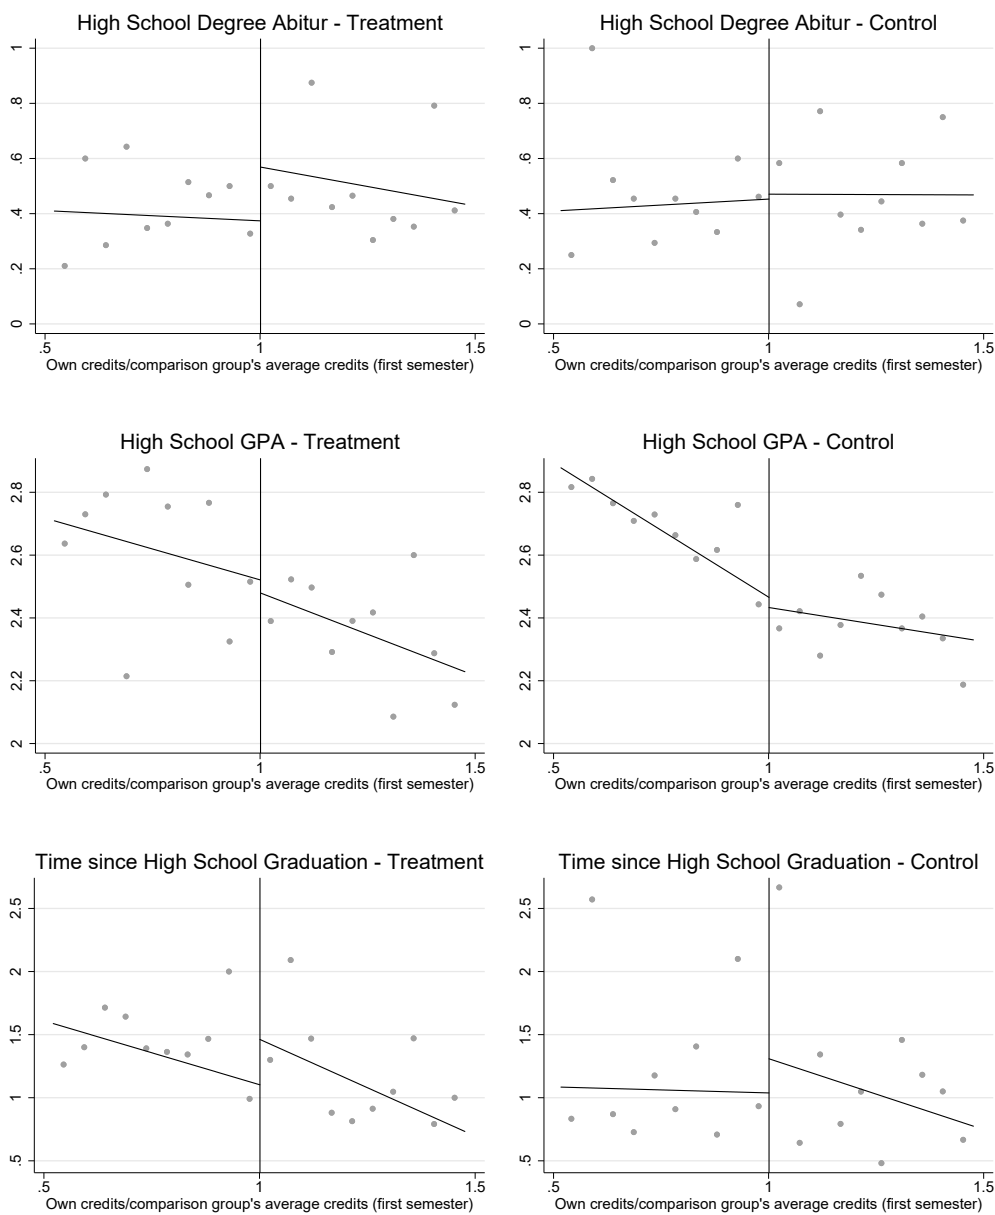 High School Degree Abitur - Treatment
1
.8
.6
.4
.2
0
.5 1 1.5
Own credits/comparison group's average credits (first semester)
High School Degree Abitur - Control
1
.8
.6
.4
.2
0
.5 1 1.5
Own credits/comparison group's average credits (first semester)
High School GPA - Treatment
2.8
2.6
2.4
2.2
2
.5 1 1.5
Own credits/comparison group's average credits (first semester)
High School GPA - Control
2.8
2.6
2.4
2.2
2
.5 1 1.5
Own credits/comparison group's average credits (first semester)
Time since High School Graduation - Treatment
2.5
2
1.5
1
.5
.5 1 1.5
Own credits/comparison group's average credits (first semester)
Time since High School Graduation - Control
2.5
2
1.5
1
.5
.5 1 1.5
Own credits/comparison group's average credits (first semester)